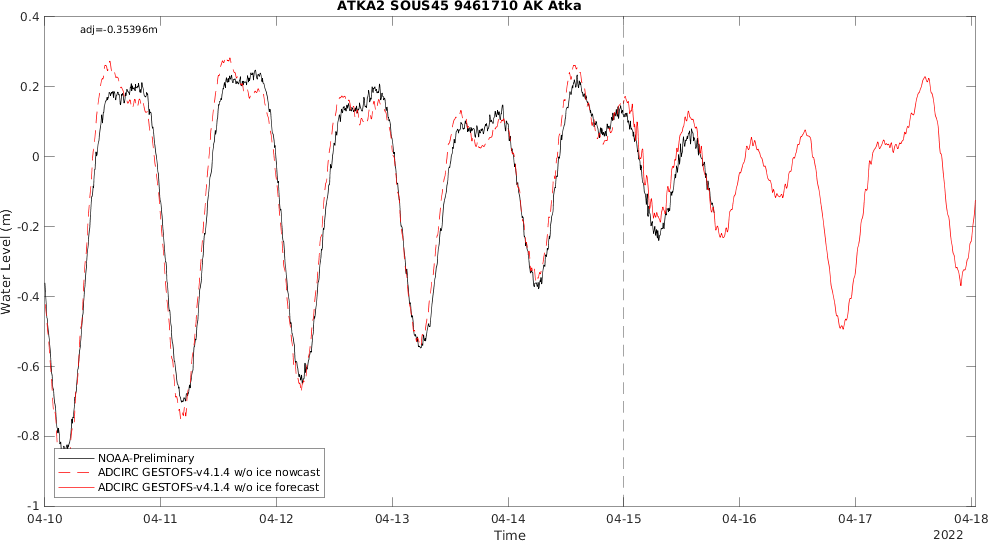 ATKA2 SOUS45 9461710 AK Atka
adj=-0.35396m
0.4
0.2
0
-0.2
-0.4
-0.6
-0.8
-1
Water Level (m)
NOAA-Preliminary
ADCIRC GESTOFS-v4.1.4 w/o ice nowcast
ADCIRC GESTOFS-v4.1.4 w/o ice forecast
04-10 04-11 04-12 04-13 04-14 04-15 04-16 04-17 04-18
Time
2022